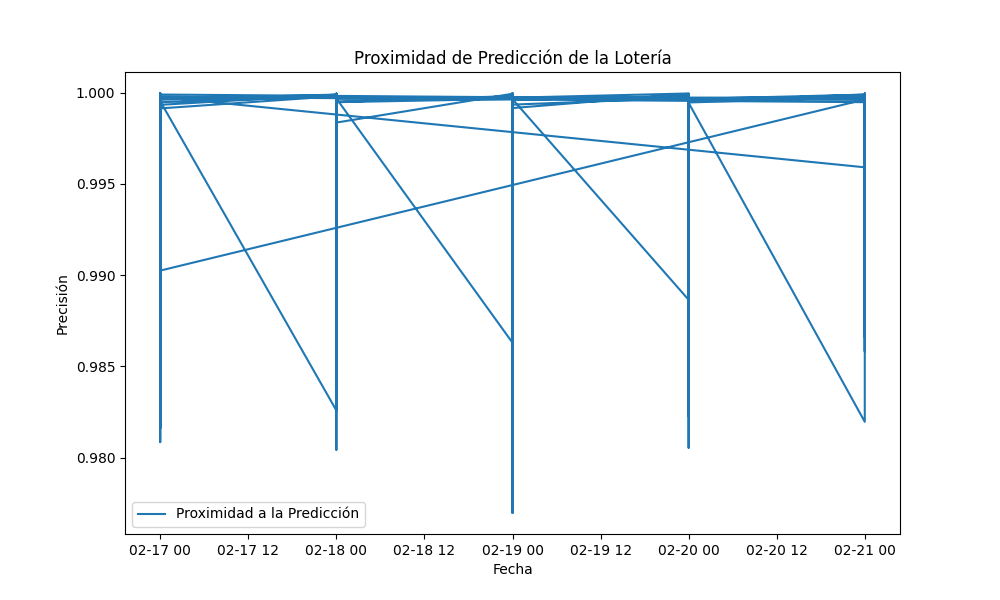 Proximidad de Predicción de la Lotería
1.000
0.995
0.990
0.985
0.980
Precisión
Proximidad a la Predicción
02-17 00 02-17 12 02-18 00 02-18 12 02-19 00 02-19 12 02-20 00 02-20 12 02-21 00
Fecha